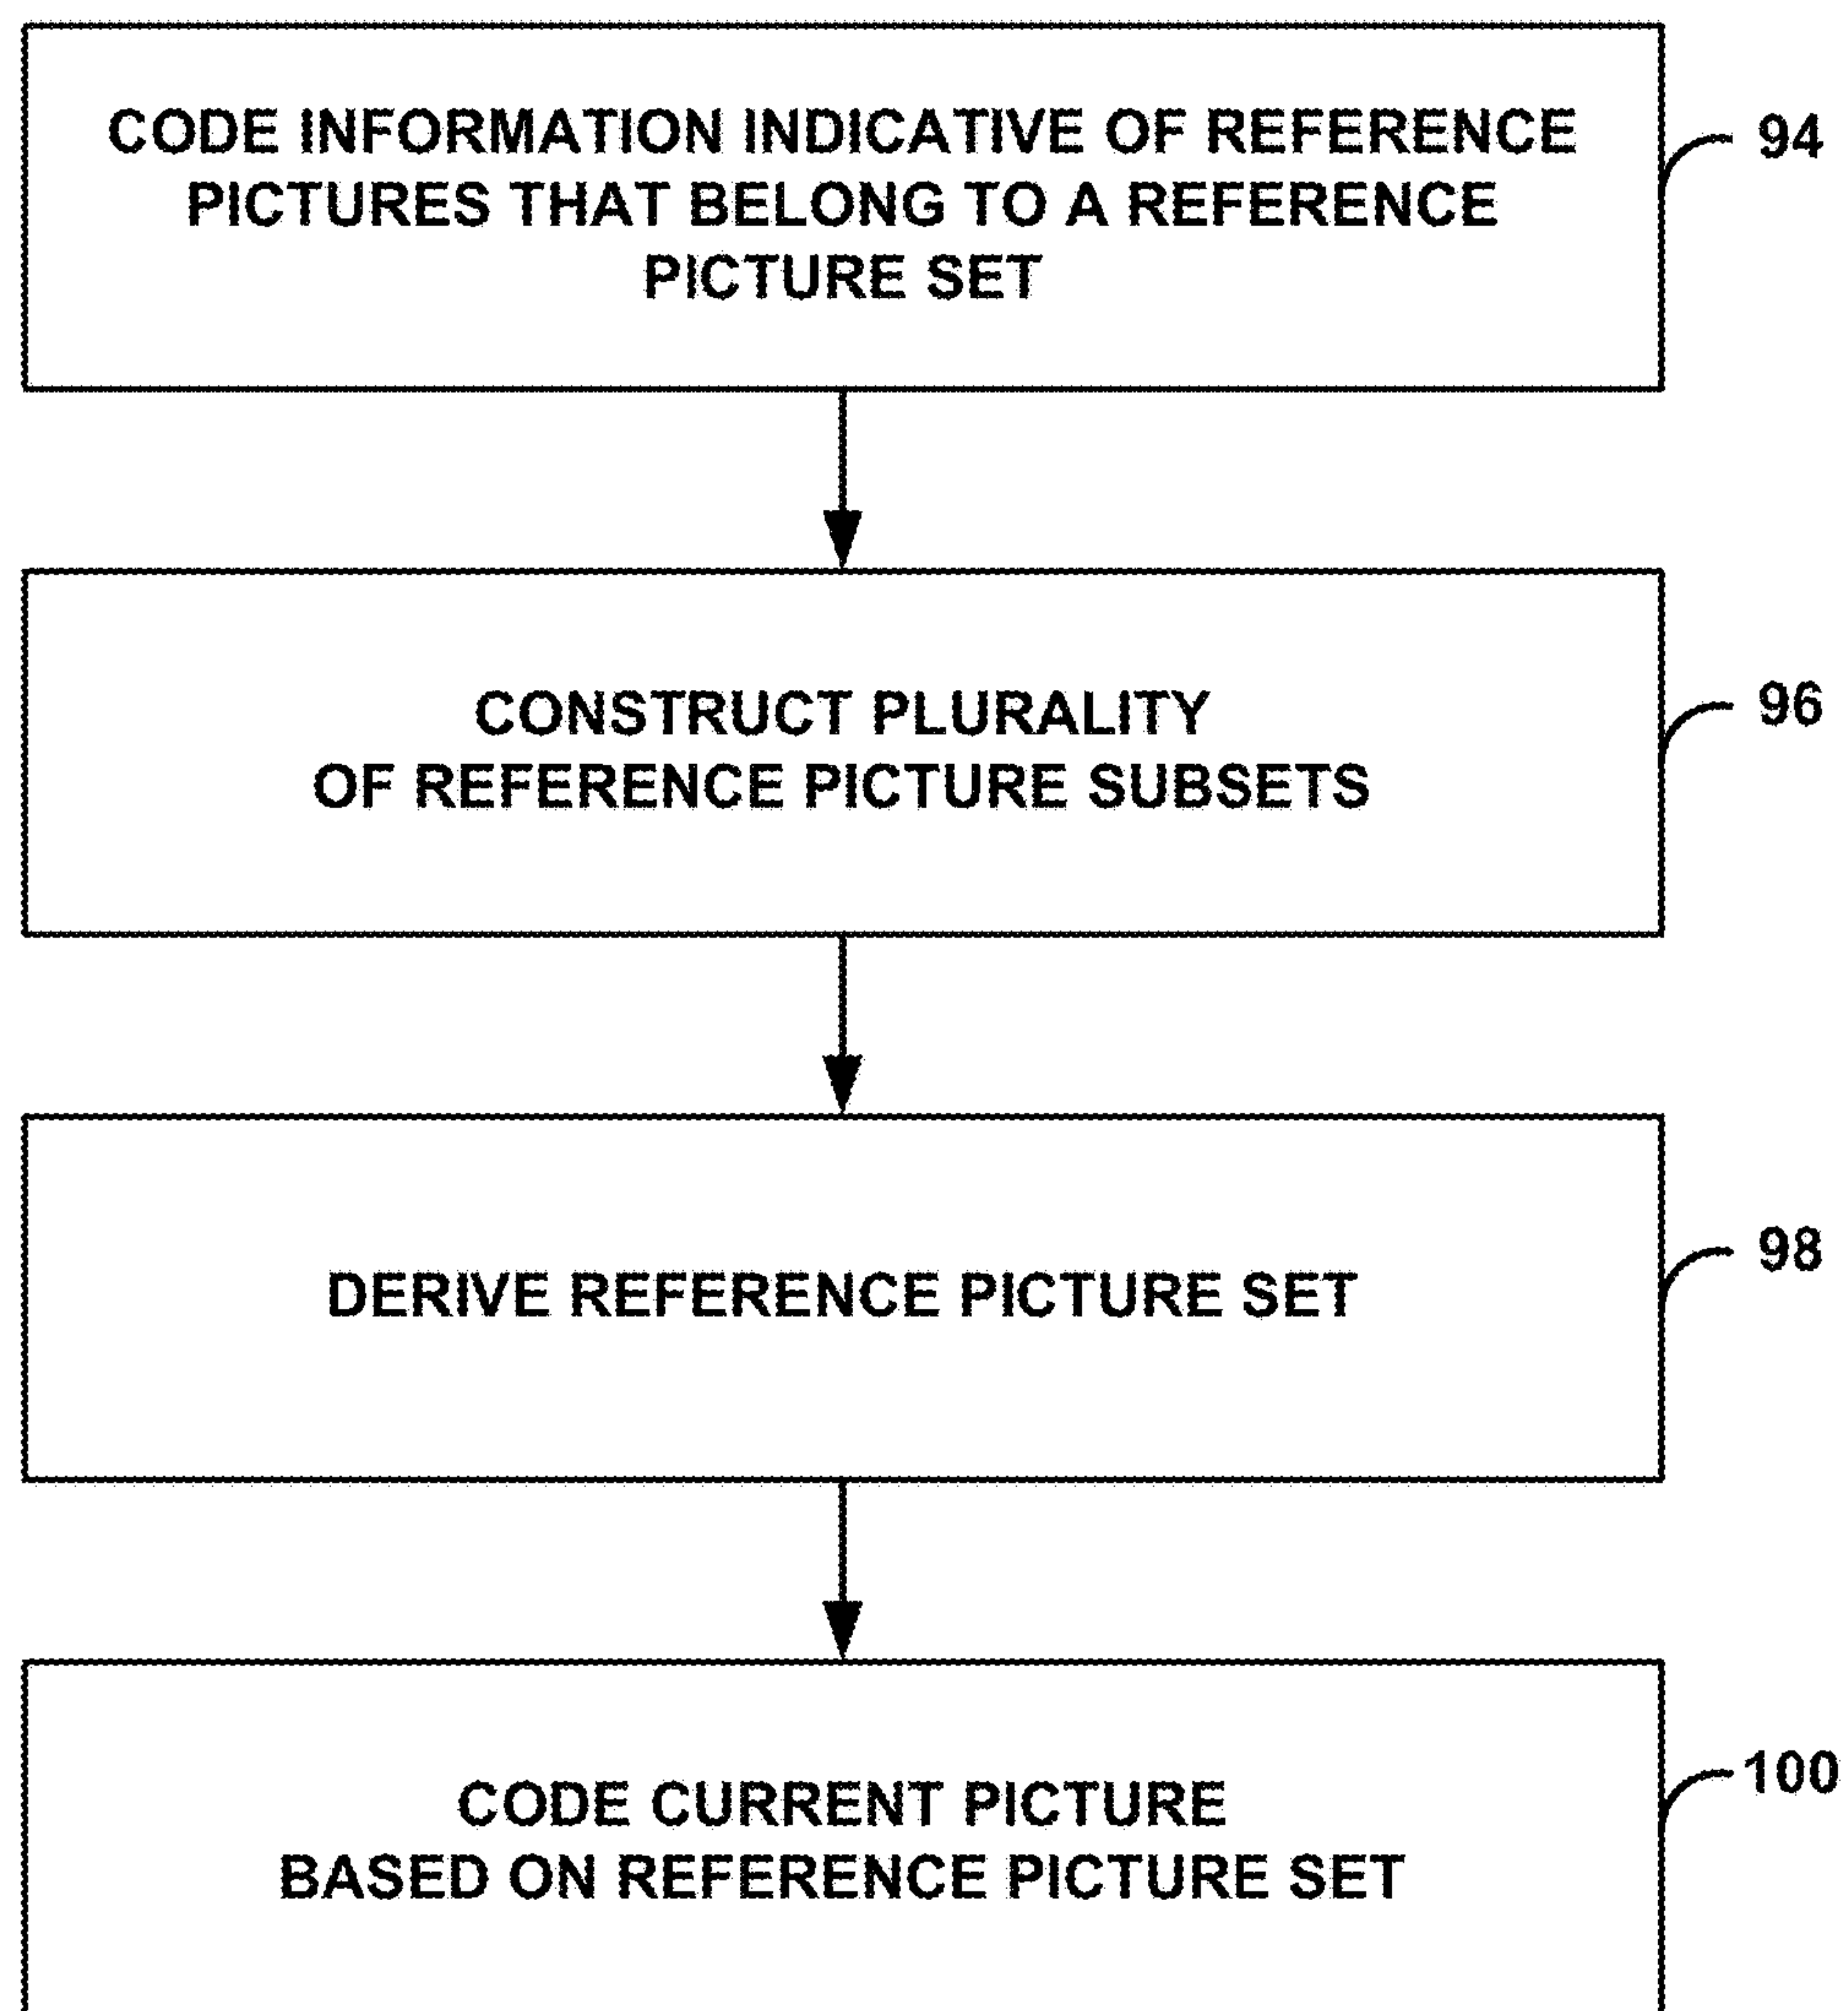 CODE INFORMATION INDICATIVE OF REFERENCE
PICTURES THAT BELONG TO A REFERENCE
PICTURE SET
94
CONSTRUCT PLURALITY
OF REFERENCE PICTURE SUBSETS
96
DERIVE REFERENCE PICTURE SET
98
CODE CURRENT PICTURE
BASED ON REFERENCE PICTURE SET
100